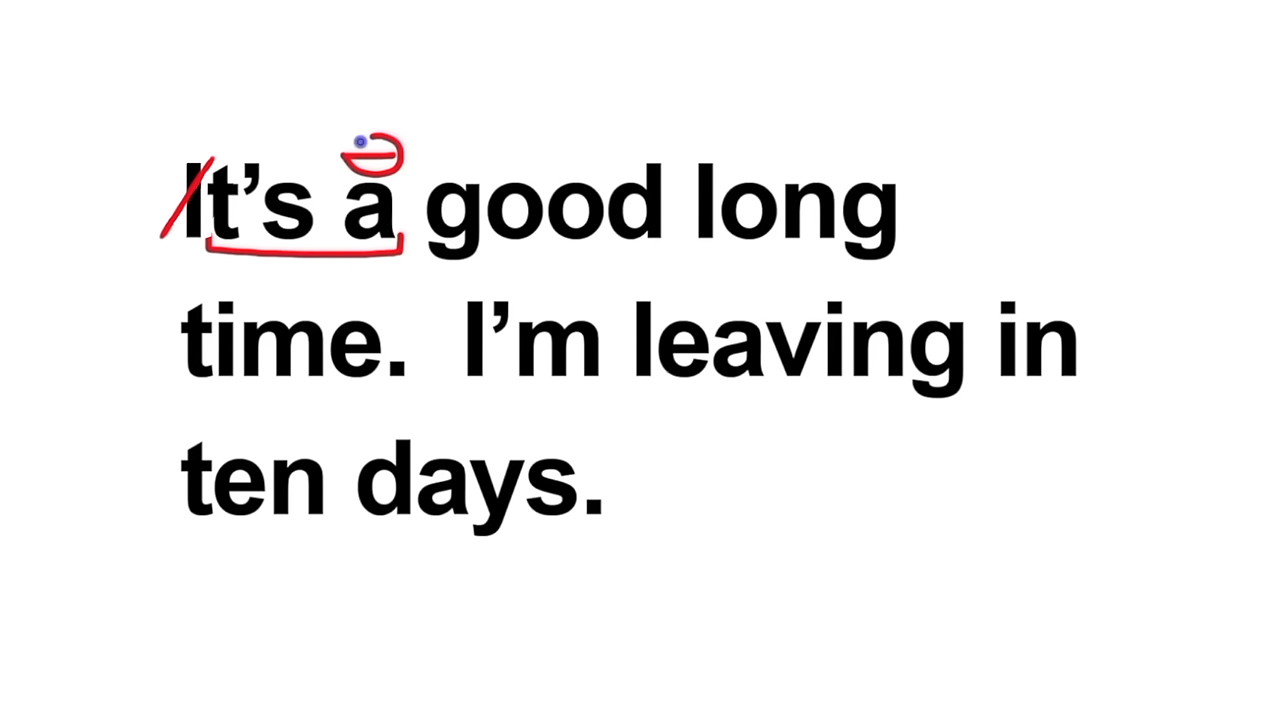 It’s a good long
time.  I’m leaving in
ten days.